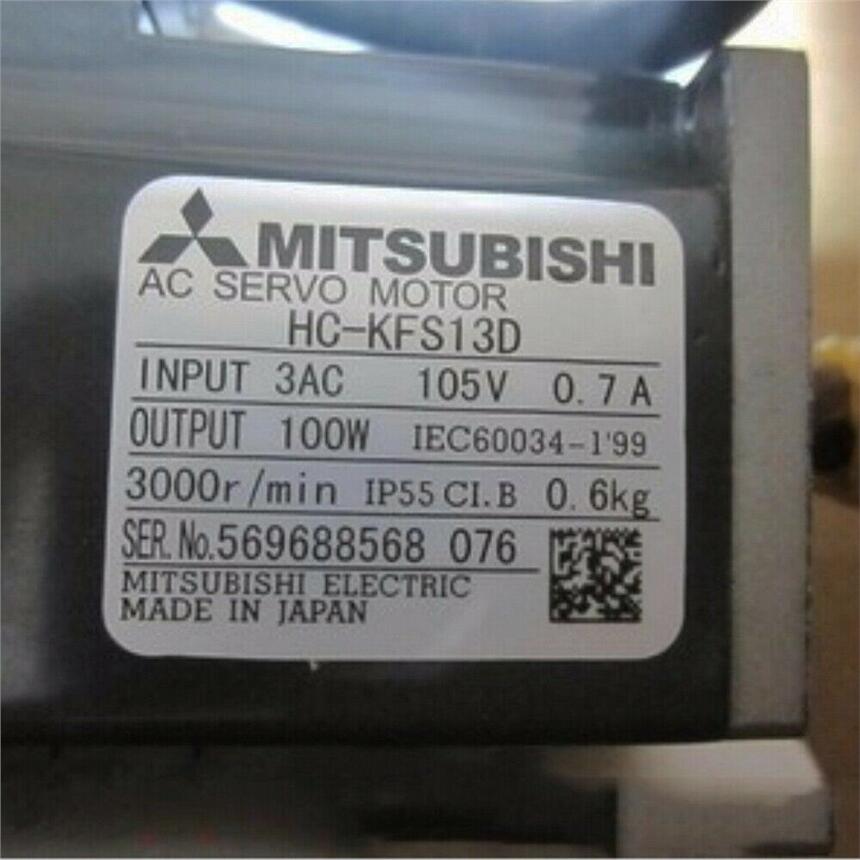 MITSUBISHI
AC SERVO MOTOR
HC-KFS13D
INPUT 3AC 105V 0.7A
OUTPUT 100W IEC60034-1'99
3000r/min IP55 CI.B 0.6kg
SER.No.569688568 076
MITSUBISHI ELECTRIC
MADE IN JAPAN